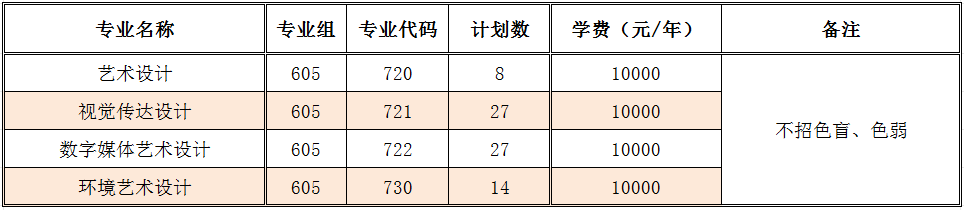 专业名称 专业组 专业代码 计划数 学费（元/年） 备注
艺术设计 605 720 8 10000
视觉传达设计 605 721 27 10000
不招色盲、色弱
数字媒体艺术设计 605 722 27 10000
环境艺术设计 605 730 14 10000